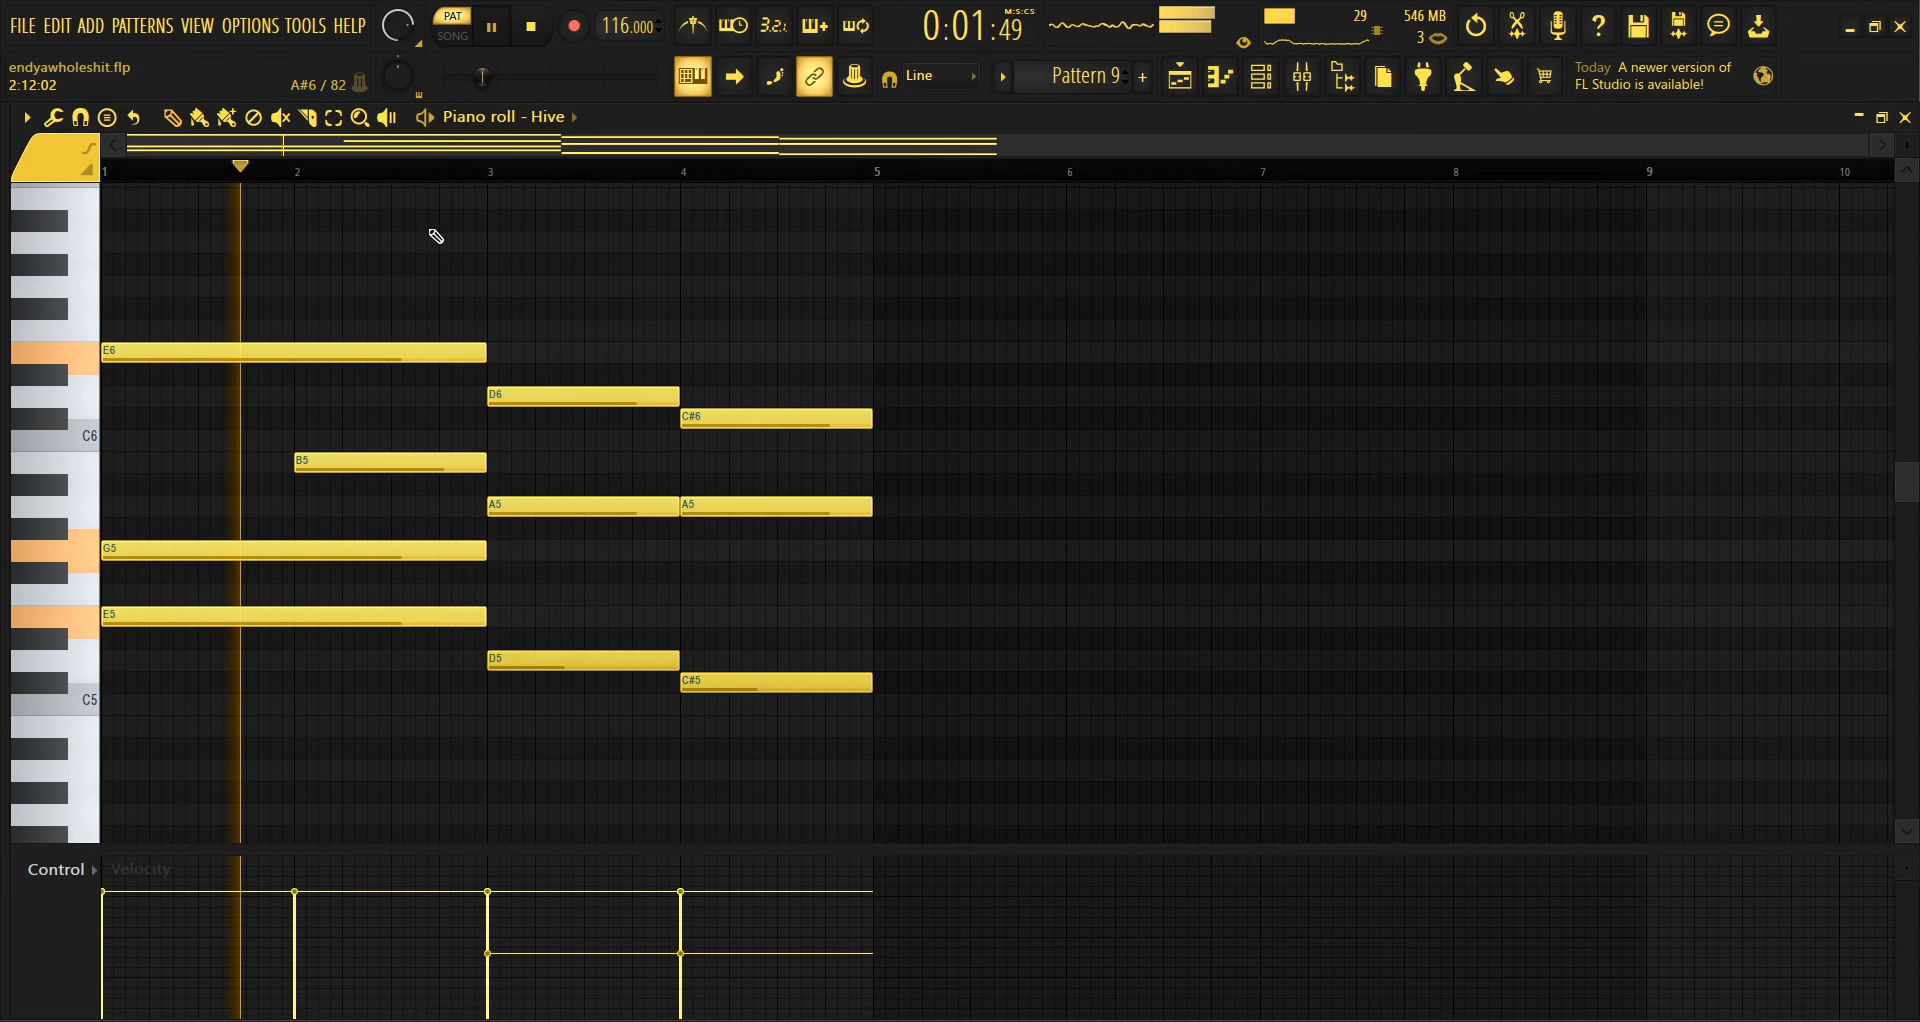 FILE EDIT ADD PATTERNS VIEW OPTIONS TOOLS HELP
PAT
SONG
116.000
3.2.
0:01:49
M:S:CS
29
546 MB
3
?
endyawholeshit.flp
2:12:02
A#6 / 82
Line
Pattern 9
+
Today A newer version of
FL Studio is available!
Piano roll - Hive
1 2 3 4 5 6 7 8 9 10
E6
D6
C#6
C6
B5
A5 A5
G5
E5
D5
C#5
C5
Control Velocity